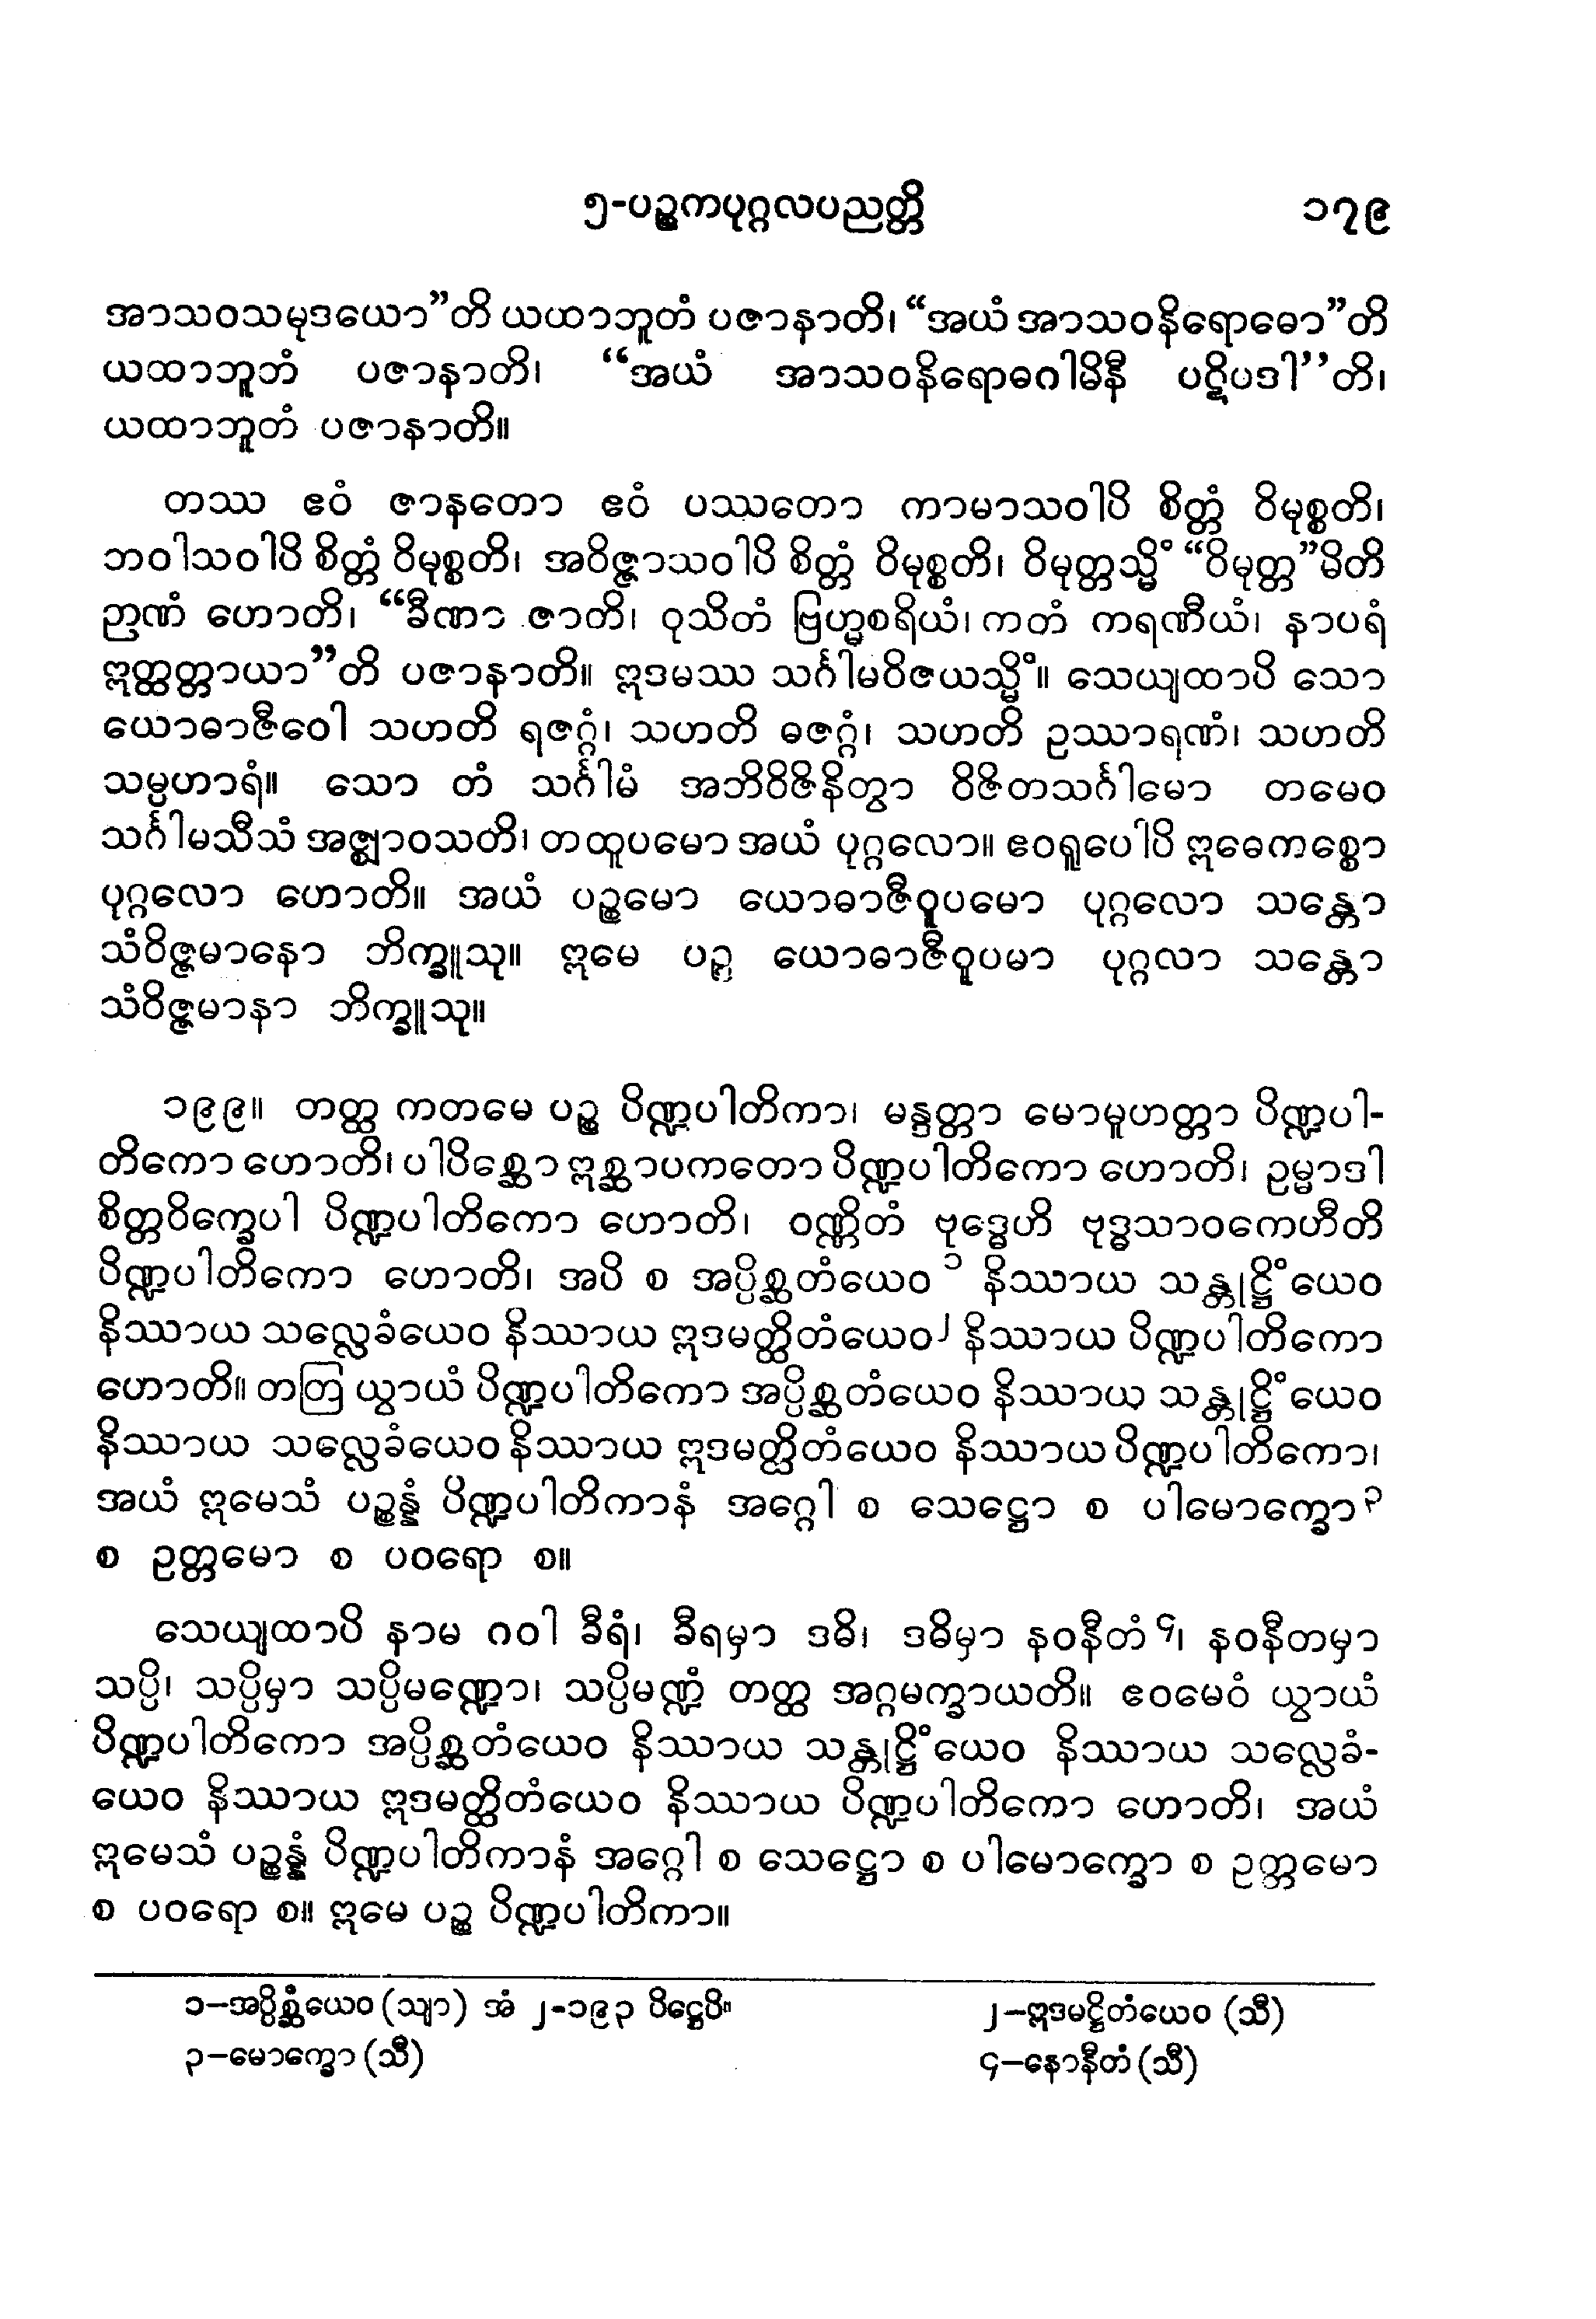 ၅-ပဉ္စကပုဂ္ဂလပညတ္တိ ၁၇၉
အာသဝသမုဒယော”တိ ယထာဘူတံ ပဇာနာတိ၊ “အယံ အာသဝနိရောဓော”တိ
ယထာဘူတံ ပဇာနာတိ၊ “အယံ အာသဝနိရောဓဂါမိနီ ပဋိပဒါ”တိ၊
ယထာဘူတံ ပဇာနာတိ။
တဿ ဧဝံ ဇာနတော ဧဝံ ပဿတော ကာမာသဝါပိ စိတ္တံ ဝိမုစ္စတိ၊
ဘဝါသဝါပိ စိတ္တံ ဝိမုစ္စတိ၊ အဝိဇ္ဇာသဝါပိ စိတ္တံ ဝိမုစ္စတိ၊ ဝိမုတ္တသ္မိံ “ဝိမုတ္တ”မိတိ
ဉာဏံ ဟောတိ၊ “ခီဏာ ဇာတိ၊ ဝုသိတံ ဗြဟ္မစရိယံ၊ ကတံ ကရဏီယံ၊ နာပရံ
ဣတ္ထတ္တာယာ”တိ ပဇာနာတိ။ ဣဒမဿ သင်္ဂါမဝိဇယသ္မိံ။ သေယျထာပိ သော
ယောဓာဇီဝေါ သဟတိ ရဇဂ္ဂံ၊ သဟတိ ဓဇဂ္ဂံ၊ သဟတိ ဥဿာရဏံ၊ သဟတိ
သမ္ပဟာရံ။ သော တံ သင်္ဂါမံ အဘိဝိဇိနိတွာ ဝိဇိတသင်္ဂါမော တမေဝ
သင်္ဂါမသီသံ အဇ္ဈာဝသတိ၊ တထူပမော အယံ ပုဂ္ဂလော။ ဧဝရူပေါပိ ဣဓေကစ္စော
ပုဂ္ဂလော ဟောတိ။ အယံ ပဉ္စမော ယောဓာဇီဝူပမော ပုဂ္ဂလော သန္တော
သံဝိဇ္ဇမာနော ဘိက္ခူသု။ ဣမေ ပဉ္စ ယောဓာဇီဝူပမာ ပုဂ္ဂလာ သန္တော
သံဝိဇ္ဇမာနာ ဘိက္ခူသု။
၁၉၉။ တတ္ထ ကတမေ ပဉ္စ ပိဏ္ဍပါတိကာ၊ မန္ဒတ္တာ မောမူဟတ္တာ ပိဏ္ဍပါ-
တိကော ဟောတိ၊ ပါပိစ္ဆော ဣစ္ဆာပကတော ပိဏ္ဍပါတိကော ဟောတိ၊ ဥမ္မာဒါ
စိတ္တဝိက္ခေပါ ပိဏ္ဍပါတိကော ဟောတိ၊ ဝဏ္ဏိတံ ဗုဒ္ဓေဟိ ဗုဒ္ဓသာဝကေဟီတိ
ပိဏ္ဍပါတိကော ဟောတိ၊ အပိ စ အပ္ပိစ္ဆတံယေဝ ၁ နိဿာယ သန္တုဋ္ဌိံယေဝ
နိဿာယ သလ္လေခံယေဝ နိဿာယ ဣဒမတ္ထိတံယေဝ၂ နိဿာယ ပိဏ္ဍပါတိကော
ဟောတိ။ တတြ ယွာယံ ပိဏ္ဍပါတိကော အပ္ပိစ္ဆတံယေဝ နိဿာယ သန္တုဋ္ဌိံယေဝ
နိဿာယ သလ္လေခံယေဝ နိဿာယ ဣဒမတ္ထိတံယေဝ နိဿာယ ပိဏ္ဍပါတိကော၊
အယံ ဣမေသံ ပဉ္စန္နံ ပိဏ္ဍပါတိကာနံ အဂ္ဂေါ စ သေဋ္ဌော စ ပါမောက္ခော၃
စ ဥတ္တမော စ ပဝရော စ။
သေယျထာပိ နာမ ဂဝါ ခီရံ၊ ခီရမှာ ဒဓိ၊ ဒဓိမှာ နဝနီတံ ၄၊ နဝနီတမှာ
သပ္ပိ၊ သပ္ပိမှာ သပ္ပိမဏ္ဍော၊ သပ္ပိမဏ္ဍံ တတ္ထ အဂ္ဂမက္ခာယတိ။ ဧဝမေဝံ ယွာယံ
ပိဏ္ဍပါတိကော အပ္ပိစ္ဆတံယေဝ နိဿာယ သန္တုဋ္ဌိံယေဝ နိဿာယ သလ္လေခံ-
ယေဝ နိဿာယ ဣဒမတ္ထိတံယေဝ နိဿာယ ပိဏ္ဍပါတိကော ဟောတိ၊ အယံ
ဣမေသံ ပဉ္စန္နံ ပိဏ္ဍပါတိကာနံ အဂ္ဂေါ စ သေဋ္ဌော စ ပါမောက္ခော စ ဥတ္တမော
စ ပဝရော စ။ ဣမေ ပဉ္စ ပိဏ္ဍပါတိကာ။
၁–အပ္ပိစ္ဆံယေဝ (သျာ) အံ ၂-၁၉၃ ပိဋ္ဌေပိ။ ၂–ဣဒမဋ္ဌိတံယေဝ (သီ)
၃–မောက္ခော (သီ) ၄–နောနီတံ (သီ)